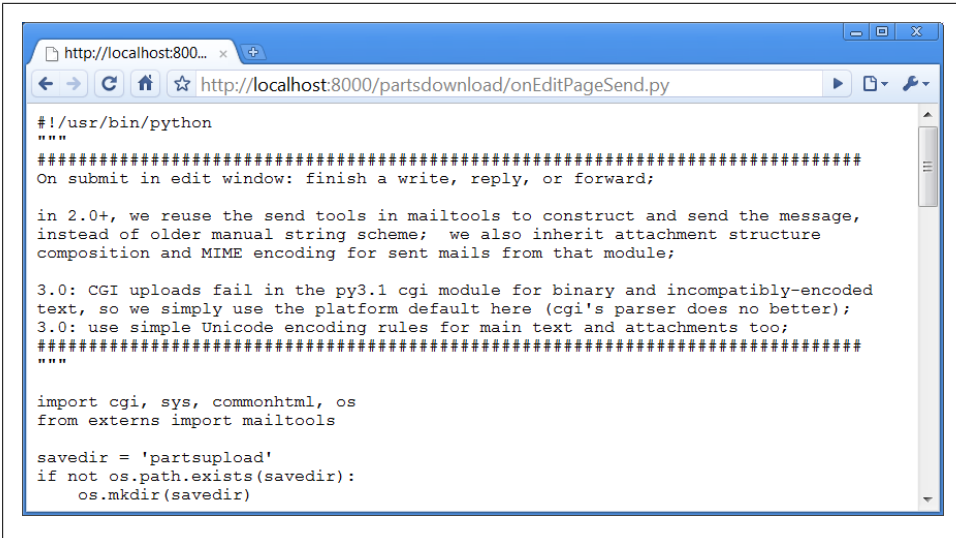 http://localhost:800...
http://localhost:8000/partsdownload/onEditPageSend.py
#!/usr/bin/python
"""
################################################################################
On submit in edit window: finish a write, reply, or forward;
in 2.0+, we reuse the send tools in mailtools to construct and send the message,
instead of older manual string scheme;  we also inherit attachment structure
composition and MIME encoding for sent mails from that module;
3.0: CGI uploads fail in the py3.1 cgi module for binary and incompatibly-encoded
text, so we simply use the platform default here (cgi's parser does no better);
3.0: use simple Unicode encoding rules for main text and attachments too;
################################################################################
"""
import cgi, sys, commonhtml, os
from externs import mailtools
savedir = 'partsupload'
if not os.path.exists(savedir):
    os.mkdir(savedir)